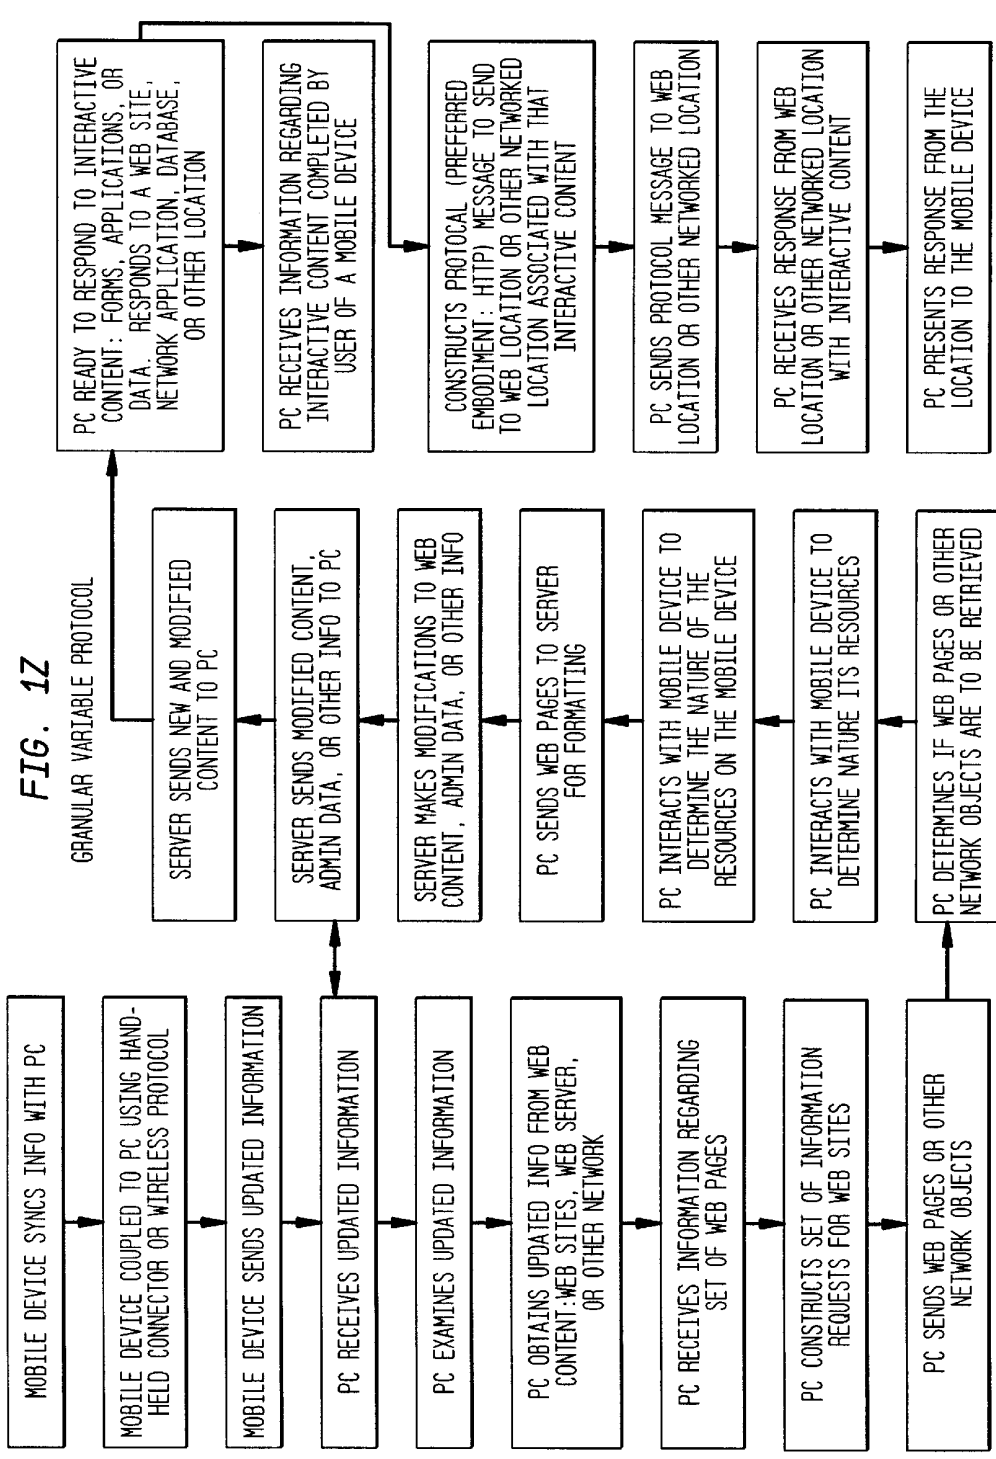 FIG. 1Z
GRANULAR VARIABLE PROTOCOL
MOBILE DEVICE SYNCS INFO WITH PC
MOBILE DEVICE COUPLED TO PC USING HAND-
HELD CONNECTOR OR WIRELESS PROTOCOL
MOBILE DEVICE SENDS UPDATED INFORMATION
PC RECEIVES UPDATED INFORMATION
PC EXAMINES UPDATED INFORMATION
PC OBTAINS UPDATED INFO FROM WEB
CONTENT:WEB SITES, WEB SERVER,
OR OTHER NETWORK
PC RECEIVES INFORMATION REGARDING
SET OF WEB PAGES
PC CONSTRUCTS SET OF INFORMATION
REQUESTS FOR WEB SITES
PC SENDS WEB PAGES OR OTHER
NETWORK OBJECTS
SERVER SENDS NEW AND MODIFIED
CONTENT TO PC
SERVER SENDS MODIFIED CONTENT,
ADMIN DATA, OR OTHER INFO TO PC
SERVER MAKES MODIFICATIONS TO WEB
CONTENT, ADMIN DATA, OR OTHER INFO
PC SENDS WEB PAGES TO SERVER
FOR FORMATTING
PC INTERACTS WITH MOBILE DEVICE TO
DETERMINE THE NATURE OF THE
RESOURCES ON THE MOBILE DEVICE
PC INTERACTS WITH MOBILE DEVICE TO
DETERMINE NATURE ITS RESOURCES
PC DETERMINES IF WEB PAGES OR OTHER
NETWORK OBJECTS ARE TO BE RETRIEVED
PC READY TO RESPOND TO INTERACTIVE
CONTENT: FORMS, APPLICATIONS, OR
DATA. RESPONDS TO A WEB SITE,
NETWORK APPLICATION, DATABASE,
OR OTHER LOCATION
PC RECEIVES INFORMATION REGARDING
INTERACTIVE CONTENT COMPLETED BY
USER OF A MOBILE DEVICE
CONSTRUCTS PROTOCAL (PREFERRED
EMBODIMENT: HTTP) MESSAGE TO SEND
TO WEB LOCATION OR OTHER NETWORKED
LOCATION ASSOCIATED WITH THAT
INTERACTIVE CONTENT
PC SENDS PROTOCOL MESSAGE TO WEB
LOCATION OR OTHER NETWORKED LOCATION
PC RECEIVES RESPONSE FROM WEB
LOCATION OR OTHER NETWORKED LOCATION
WITH INTERACTIVE CONTENT
PC PRESENTS RESPONSE FROM THE
LOCATION TO THE MOBILE DEVICE